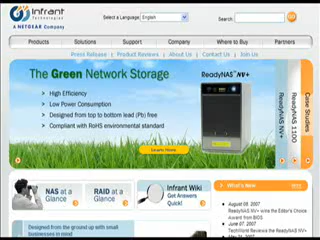 Infrant
Technologies
A NETGEAR Company
Select a Language: English
Search:
GO
Products Solutions Support Company Where to Buy Partners
Press Release | Product Reviews | About Us | Contact Us | Join Us
The Green Network Storage
ReadyNAS™NV+
High Efficiency
Low Power Consumption
Designed from top to bottom lead (Pb) free
Compliant with RoHS environmental standard
Learn More
ReadyNAS NV+
ReadyNAS 1100
Case Studies
NAS at a
Glance
RAID at a
Glance
Infrant Wiki
Get Answers
Quick!
What's New
more
August 08, 2007
ReadyNAS NV+ wins the Editor's Choice
Award from BIOS
June 07, 2007
TechWorld Reviews the ReadyNAS NV+
Designed from the ground up with small
businesses in mind